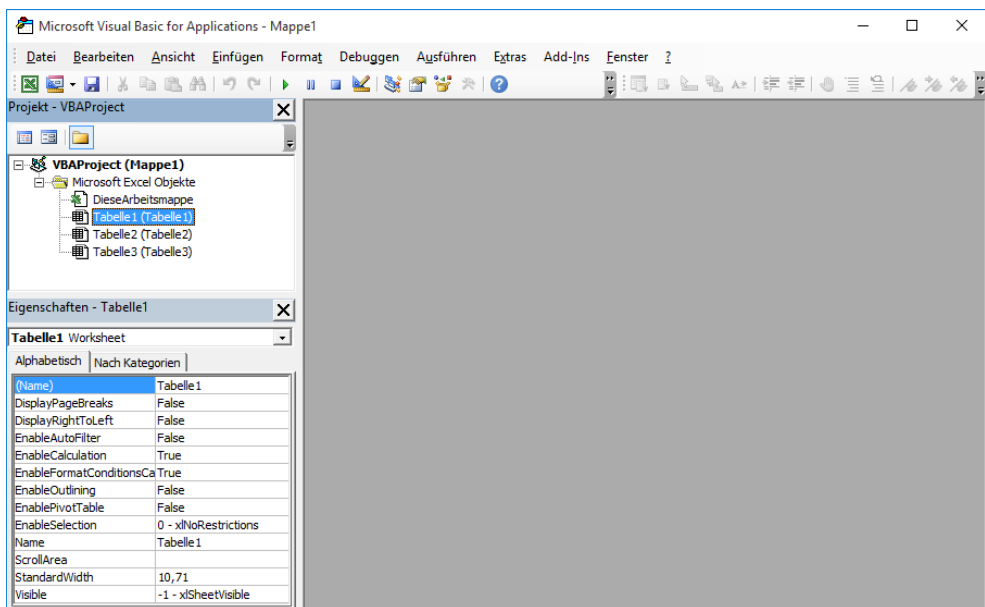 Microsoft Visual Basic for Applications - Mappe1
Datei Bearbeiten Ansicht Einfügen Format Debuggen Ausführen Extras Add-Ins Fenster ?
Projekt - VBAProject
VBAProject (Mappe1)
Microsoft Excel Objekte
DieseArbeitsmappe
Tabelle1 (Tabelle1)
Tabelle2 (Tabelle2)
Tabelle3 (Tabelle3)
Eigenschaften - Tabelle1
Tabelle1 Worksheet
Alphabetisch Nach Kategorien
(Name) Tabelle1
DisplayPageBreaks False
DisplayRightToLeft False
EnableAutoFilter False
EnableCalculation True
EnableFormatConditionsCa True
EnableOutlining False
EnablePivotTable False
EnableSelection 0 - xlNoRestrictions
Name Tabelle1
ScrollArea
StandardWidth 10,71
Visible -1 - xlSheetVisible